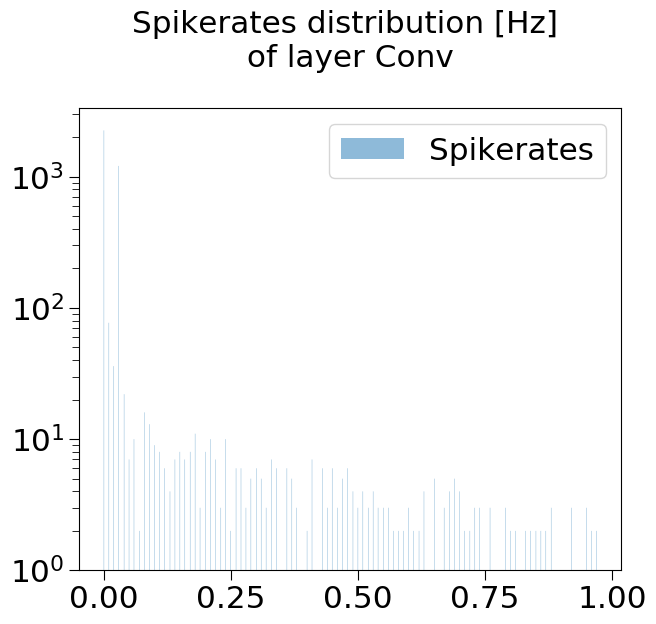 Spikerates distribution [Hz]
of layer Conv
Spikerates
10³
10²
10¹
10⁰
0.00 0.25 0.50 0.75 1.00